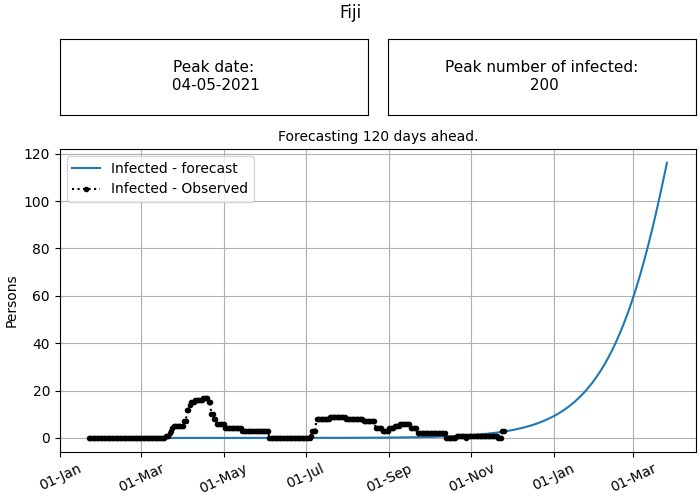 Fiji
Peak date:
04-05-2021
Peak number of infected:
200
Forecasting 120 days ahead.
Infected - forecast
Infected - Observed
Persons
120
100
80
60
40
20
0
01-Jan
01-Mar
01-May
01-Jul
01-Sep
01-Nov
01-Jan
01-Mar